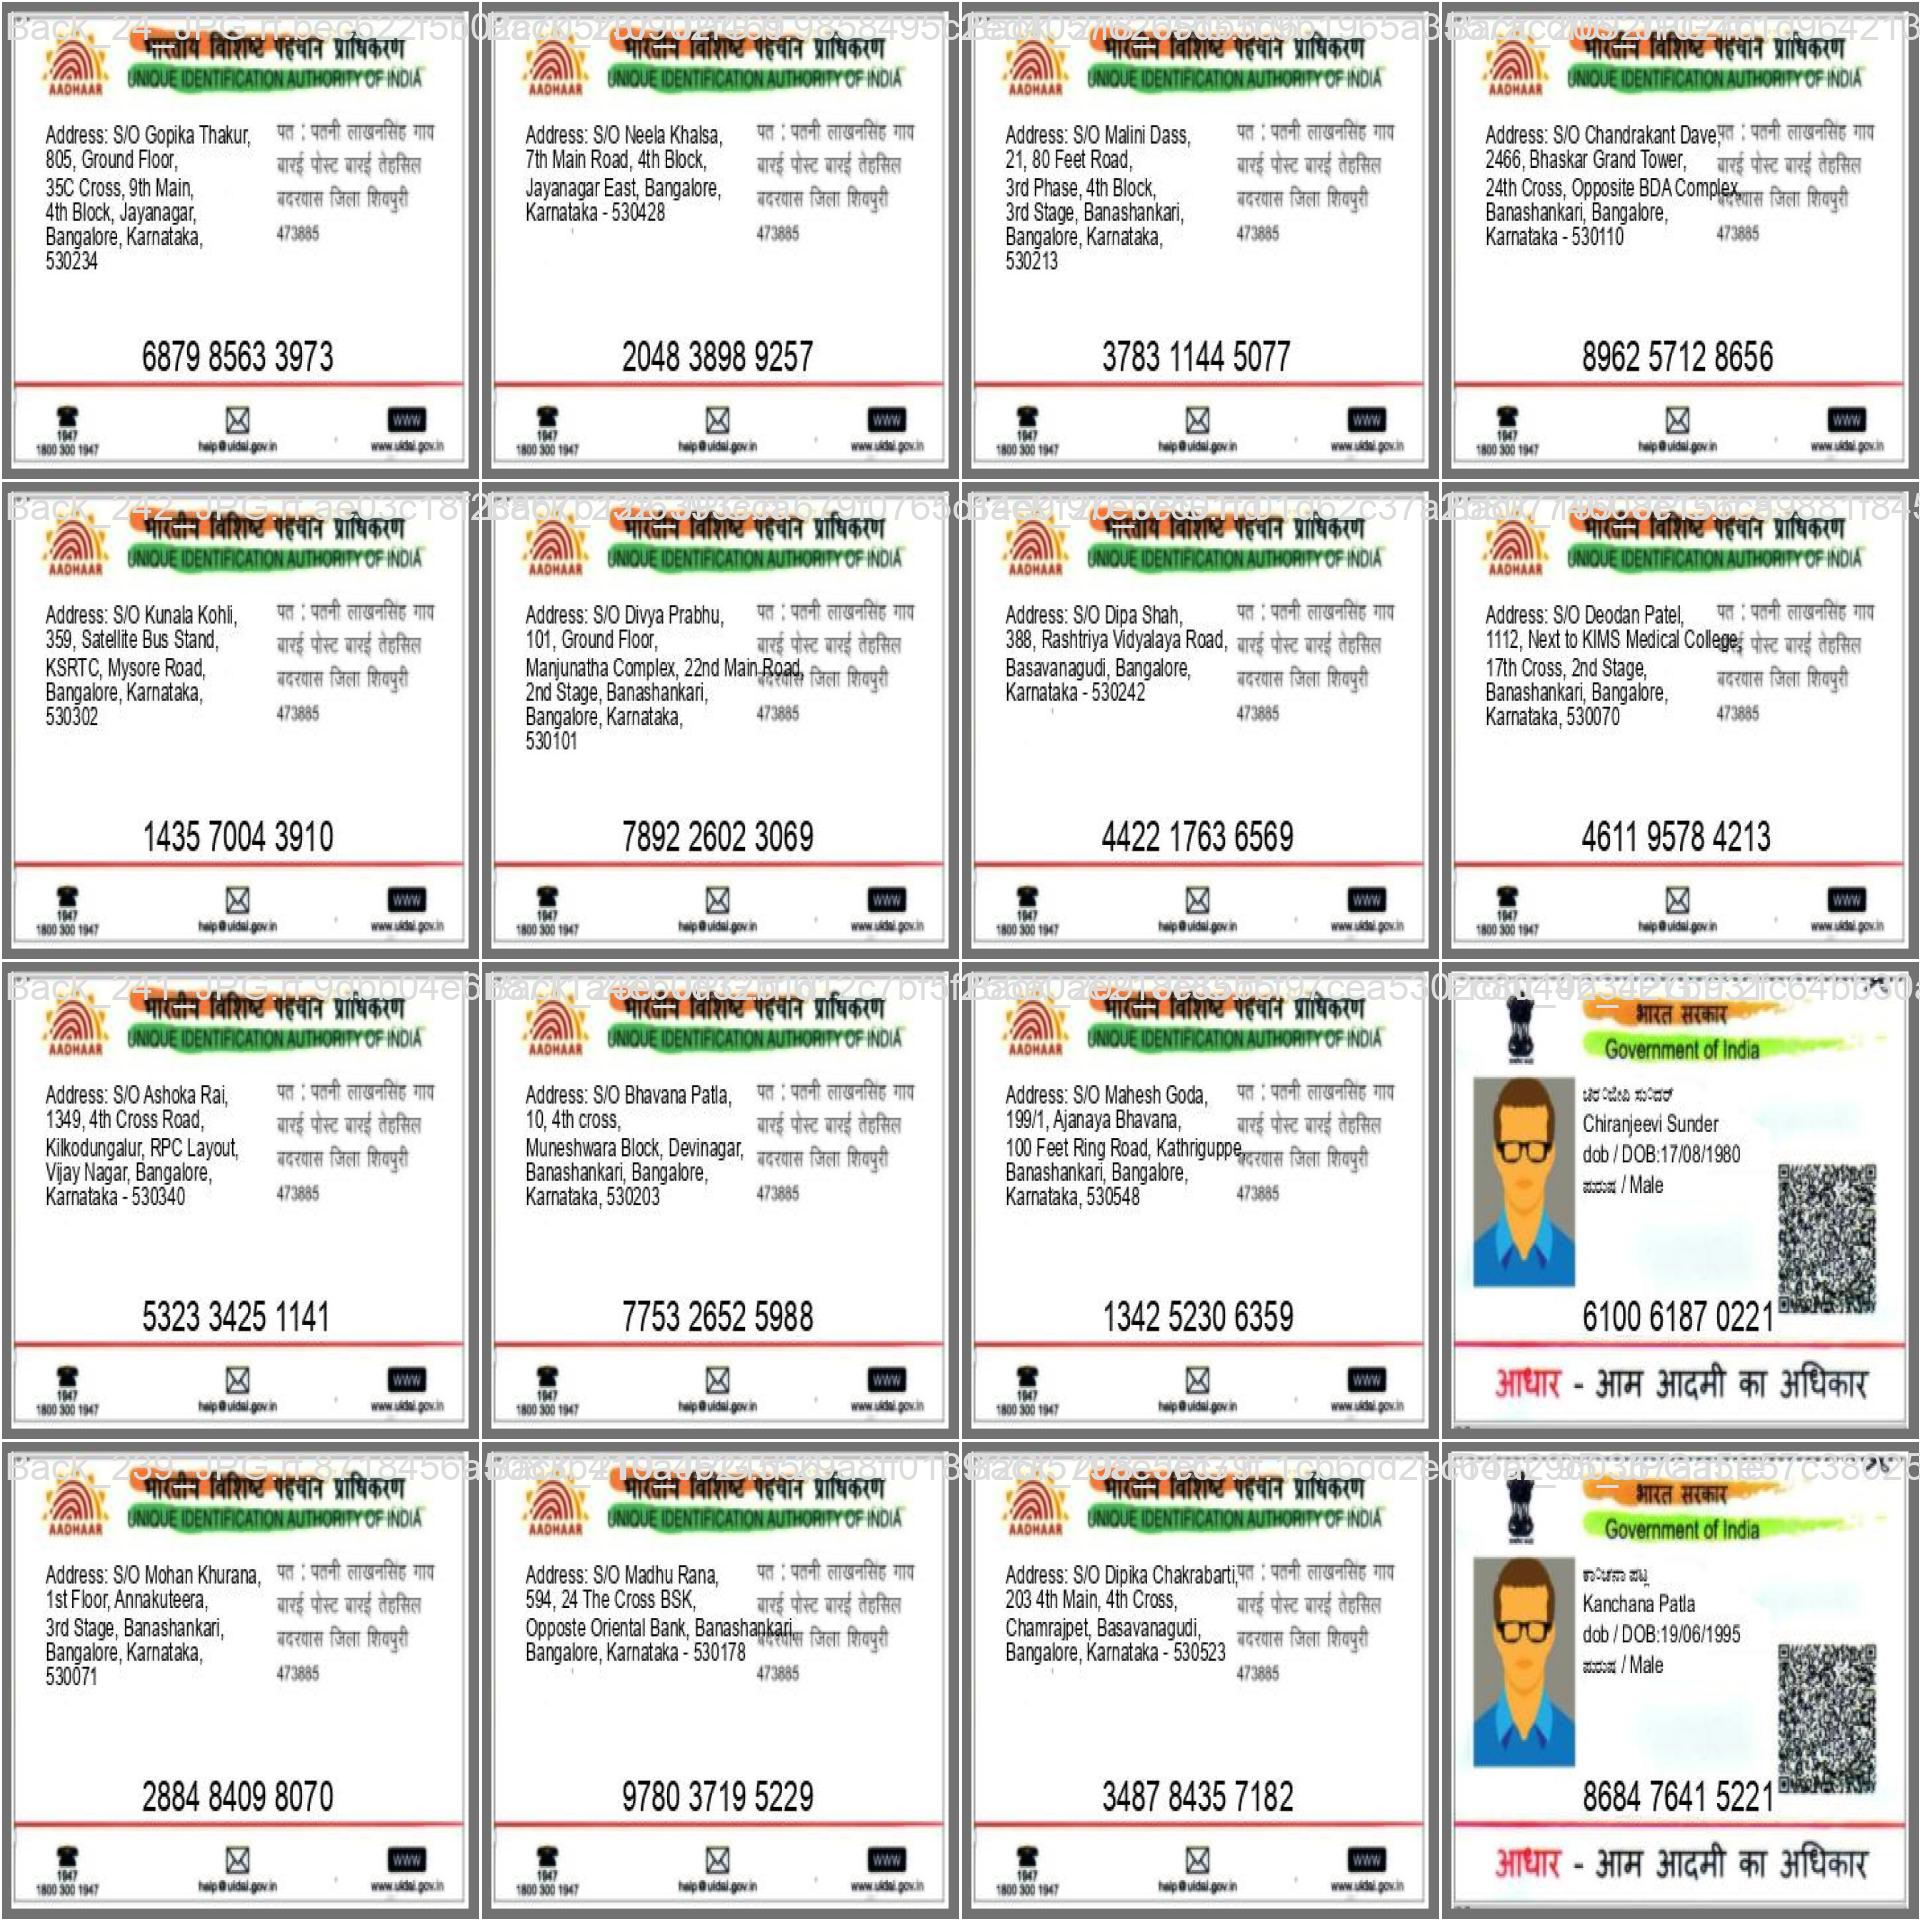 भारतीय विशिष्ट पहचान प्राधिकरण
UNIQUE IDENTIFICATION AUTHORITY OF INDIA
AADHAAR
Address: S/O Gopika Thakur,
805, Ground Floor,
35C Cross, 9th Main,
4th Block, Jayanagar,
Bangalore, Karnataka,
530234
पत : पतनी लाखनसिंह गाव
बारई पोस्ट बारई तेहसिल
बदरवास जिला शिवपुरी
473885
6879 8563 3973
1947
1800 300 1947
help@uidai.gov.in
WWW
www.uidai.gov.in
भारतीय विशिष्ट पहचान प्राधिकरण
UNIQUE IDENTIFICATION AUTHORITY OF INDIA
AADHAAR
Address: S/O Neela Khalsa,
7th Main Road, 4th Block,
Jayanagar East, Bangalore,
Karnataka - 530428
पत : पतनी लाखनसिंह गाव
बारई पोस्ट बारई तेहसिल
बदरवास जिला शिवपुरी
473885
2048 3898 9257
1947
1800 300 1947
help@uidai.gov.in
WWW
www.uidai.gov.in
भारतीय विशिष्ट पहचान प्राधिकरण
UNIQUE IDENTIFICATION AUTHORITY OF INDIA
AADHAAR
Address: S/O Malini Dass,
21, 80 Feet Road,
3rd Phase, 4th Block,
3rd Stage, Banashankari,
Bangalore, Karnataka,
530213
पत : पतनी लाखनसिंह गाव
बारई पोस्ट बारई तेहसिल
बदरवास जिला शिवपुरी
473885
3783 1144 5077
1947
1800 300 1947
help@uidai.gov.in
WWW
www.uidai.gov.in
भारतीय विशिष्ट पहचान प्राधिकरण
UNIQUE IDENTIFICATION AUTHORITY OF INDIA
AADHAAR
Address: S/O Chandrakant Dave,
2466, Bhaskar Grand Tower,
24th Cross, Opposite BDA Complex,
Banashankari, Bangalore,
Karnataka - 530110
पत : पतनी लाखनसिंह गाव
बारई पोस्ट बारई तेहसिल
बदरवास जिला शिवपुरी
473885
8962 5712 8656
1947
1800 300 1947
help@uidai.gov.in
WWW
www.uidai.gov.in
भारतीय विशिष्ट पहचान प्राधिकरण
UNIQUE IDENTIFICATION AUTHORITY OF INDIA
AADHAAR
Address: S/O Kunala Kohli,
359, Satellite Bus Stand,
KSRTC, Mysore Road,
Bangalore, Karnataka,
530302
पत : पतनी लाखनसिंह गाव
बारई पोस्ट बारई तेहसिल
बदरवास जिला शिवपुरी
473885
1435 7004 3910
1947
1800 300 1947
help@uidai.gov.in
WWW
www.uidai.gov.in
भारतीय विशिष्ट पहचान प्राधिकरण
UNIQUE IDENTIFICATION AUTHORITY OF INDIA
AADHAAR
Address: S/O Divya Prabhu,
101, Ground Floor,
Manjunatha Complex, 22nd Main Road,
2nd Stage, Banashankari,
Bangalore, Karnataka,
530101
पत : पतनी लाखनसिंह गाव
बारई पोस्ट बारई तेहसिल
बदरवास जिला शिवपुरी
473885
7892 2602 3069
1947
1800 300 1947
help@uidai.gov.in
WWW
www.uidai.gov.in
भारतीय विशिष्ट पहचान प्राधिकरण
UNIQUE IDENTIFICATION AUTHORITY OF INDIA
AADHAAR
Address: S/O Dipa Shah,
388, Rashtriya Vidyalaya Road,
Basavanagudi, Bangalore,
Karnataka - 530242
पत : पतनी लाखनसिंह गाव
बारई पोस्ट बारई तेहसिल
बदरवास जिला शिवपुरी
473885
4422 1763 6569
1947
1800 300 1947
help@uidai.gov.in
WWW
www.uidai.gov.in
भारतीय विशिष्ट पहचान प्राधिकरण
UNIQUE IDENTIFICATION AUTHORITY OF INDIA
AADHAAR
Address: S/O Deodan Patel,
1112, Next to KIMS Medical College,
17th Cross, 2nd Stage,
Banashankari, Bangalore,
Karnataka, 530070
पत : पतनी लाखनसिंह गाव
बारई पोस्ट बारई तेहसिल
बदरवास जिला शिवपुरी
473885
4611 9578 4213
1947
1800 300 1947
help@uidai.gov.in
WWW
www.uidai.gov.in
भारतीय विशिष्ट पहचान प्राधिकरण
UNIQUE IDENTIFICATION AUTHORITY OF INDIA
AADHAAR
Address: S/O Ashoka Rai,
1349, 4th Cross Road,
Kilkodungalur, RPC Layout,
Vijay Nagar, Bangalore,
Karnataka - 530340
पत : पतनी लाखनसिंह गाव
बारई पोस्ट बारई तेहसिल
बदरवास जिला शिवपुरी
473885
5323 3425 1141
1947
1800 300 1947
help@uidai.gov.in
WWW
www.uidai.gov.in
भारतीय विशिष्ट पहचान प्राधिकरण
UNIQUE IDENTIFICATION AUTHORITY OF INDIA
AADHAAR
Address: S/O Bhavana Patla,
10, 4th cross,
Muneshwara Block, Devinagar,
Banashankari, Bangalore,
Karnataka, 530203
पत : पतनी लाखनसिंह गाव
बारई पोस्ट बारई तेहसिल
बदरवास जिला शिवपुरी
473885
7753 2652 5988
1947
1800 300 1947
help@uidai.gov.in
WWW
www.uidai.gov.in
भारतीय विशिष्ट पहचान प्राधिकरण
UNIQUE IDENTIFICATION AUTHORITY OF INDIA
AADHAAR
Address: S/O Mahesh Goda,
199/1, Ajanaya Bhavana,
100 Feet Ring Road, Kathriguppe,
Banashankari, Bangalore,
Karnataka, 530548
पत : पतनी लाखनसिंह गाव
बारई पोस्ट बारई तेहसिल
बदरवास जिला शिवपुरी
473885
1342 5230 6359
1947
1800 300 1947
help@uidai.gov.in
WWW
www.uidai.gov.in
भारत सरकार
Government of India
Chiranjeevi Sunder
dob / DOB:17/08/1980
ಪುರುಷ / Male
6100 6187 0221
आधार - आम आदमी का अधिकार
भारतीय विशिष्ट पहचान प्राधिकरण
UNIQUE IDENTIFICATION AUTHORITY OF INDIA
AADHAAR
Address: S/O Mohan Khurana,
1st Floor, Annakuteera,
3rd Stage, Banashankari,
Bangalore, Karnataka,
530071
पत : पतनी लाखनसिंह गाव
बारई पोस्ट बारई तेहसिल
बदरवास जिला शिवपुरी
473885
2884 8409 8070
1947
1800 300 1947
help@uidai.gov.in
WWW
www.uidai.gov.in
भारतीय विशिष्ट पहचान प्राधिकरण
UNIQUE IDENTIFICATION AUTHORITY OF INDIA
AADHAAR
Address: S/O Madhu Rana,
594, 24 The Cross BSK,
Opposte Oriental Bank, Banashankari,
Bangalore, Karnataka - 530178
पत : पतनी लाखनसिंह गाव
बारई पोस्ट बारई तेहसिल
बदरवास जिला शिवपुरी
473885
9780 3719 5229
1947
1800 300 1947
help@uidai.gov.in
WWW
www.uidai.gov.in
भारतीय विशिष्ट पहचान प्राधिकरण
UNIQUE IDENTIFICATION AUTHORITY OF INDIA
AADHAAR
Address: S/O Dipika Chakrabarti,
203 4th Main, 4th Cross,
Chamrajpet, Basavanagudi,
Bangalore, Karnataka - 530523
पत : पतनी लाखनसिंह गाव
बारई पोस्ट बारई तेहसिल
बदरवास जिला शिवपुरी
473885
3487 8435 7182
1947
1800 300 1947
help@uidai.gov.in
WWW
www.uidai.gov.in
भारत सरकार
Government of India
Kanchana Patla
dob / DOB:19/06/1995
ಪುರುಷ / Male
8684 7641 5221
आधार - आम आदमी का अधिकार